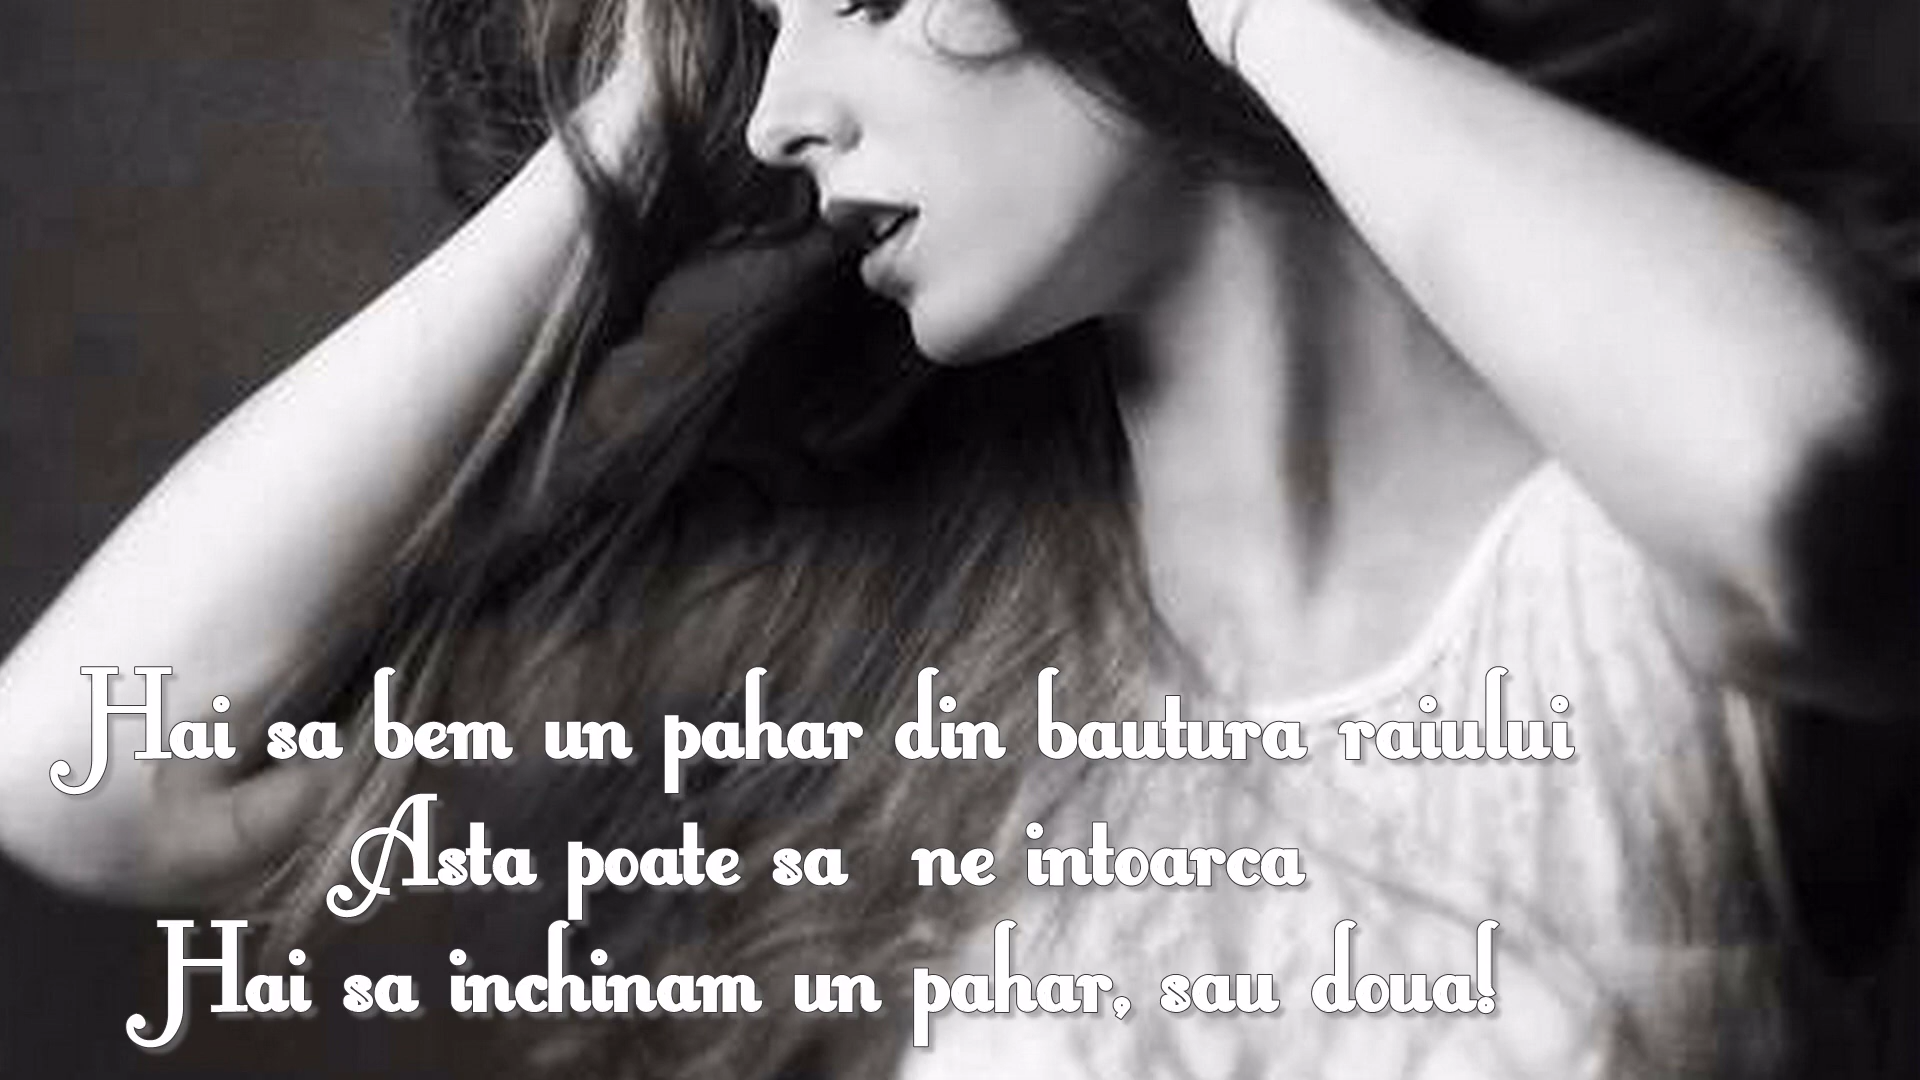 Hai sa bem un pahar din bautura raiului
Asta poate sa ne intoarca
Hai sa inchinam un pahar, sau doua!